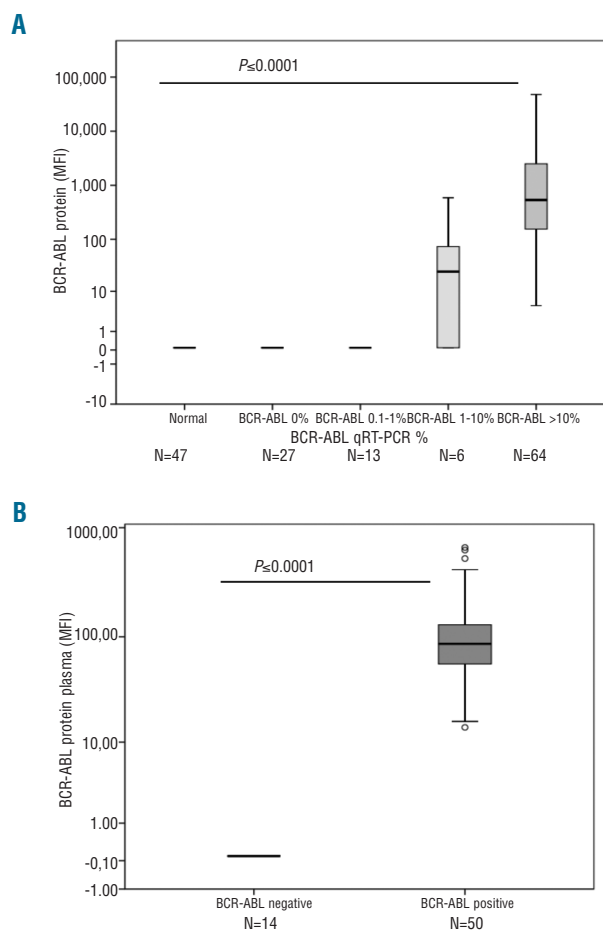 A
P≤0.0001
BCR-ABL protein (MFI)
100,000
10,000
1,000
100
10
1
0
-1
-10
Normal
BCR-ABL 0%
BCR-ABL 0.1-1%
BCR-ABL 1-10%
BCR-ABL >10%
BCR-ABL qRT-PCR %
N=47
N=27
N=13
N=6
N=64
B
P≤0.0001
BCR-ABL protein plasma (MFI)
1000,00
100,00
10,00
1.00
-0,10
-1.00
BCR-ABL negative
BCR-ABL positive
N=14
N=50